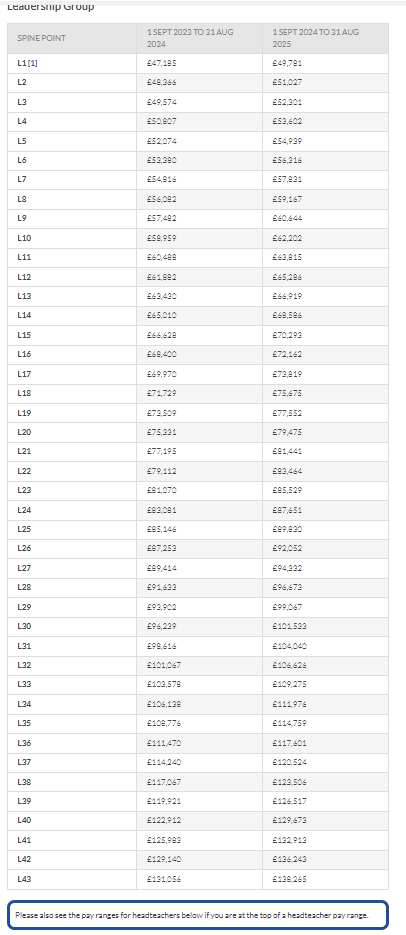 Leadership Group
SPINE POINT 1 SEPT 2023 TO 31 AUG 2024 1 SEPT 2024 TO 31 AUG 2025
L1 [1] £47,185 £49,781
L2 £48,366 £51,027
L3 £49,574 £52,301
L4 £50,807 £53,602
L5 £52,074 £54,939
L6 £53,380 £56,316
L7 £54,816 £57,831
L8 £56,082 £59,167
L9 £57,482 £60,644
L10 £58,959 £62,202
L11 £60,488 £63,815
L12 £61,882 £65,286
L13 £63,430 £66,919
L14 £65,010 £68,586
L15 £66,628 £70,293
L16 £68,400 £72,162
L17 £69,970 £73,819
L18 £71,729 £75,675
L19 £73,509 £77,552
L20 £75,331 £79,475
L21 £77,195 £81,441
L22 £79,112 £83,464
L23 £81,070 £85,529
L24 £83,081 £87,651
L25 £85,146 £89,830
L26 £87,253 £92,052
L27 £89,414 £94,332
L28 £91,633 £96,673
L29 £93,902 £99,067
L30 £96,239 £101,533
L31 £98,616 £104,040
L32 £101,067 £106,626
L33 £103,578 £109,275
L34 £106,138 £111,976
L35 £108,776 £114,759
L36 £111,470 £117,601
L37 £114,240 £120,524
L38 £117,067 £123,506
L39 £119,921 £126,517
L40 £122,912 £129,673
L41 £125,983 £132,913
L42 £129,140 £136,243
L43 £131,056 £138,265
Please also see the pay ranges for headteachers below if you are at the top of a headteacher pay range.